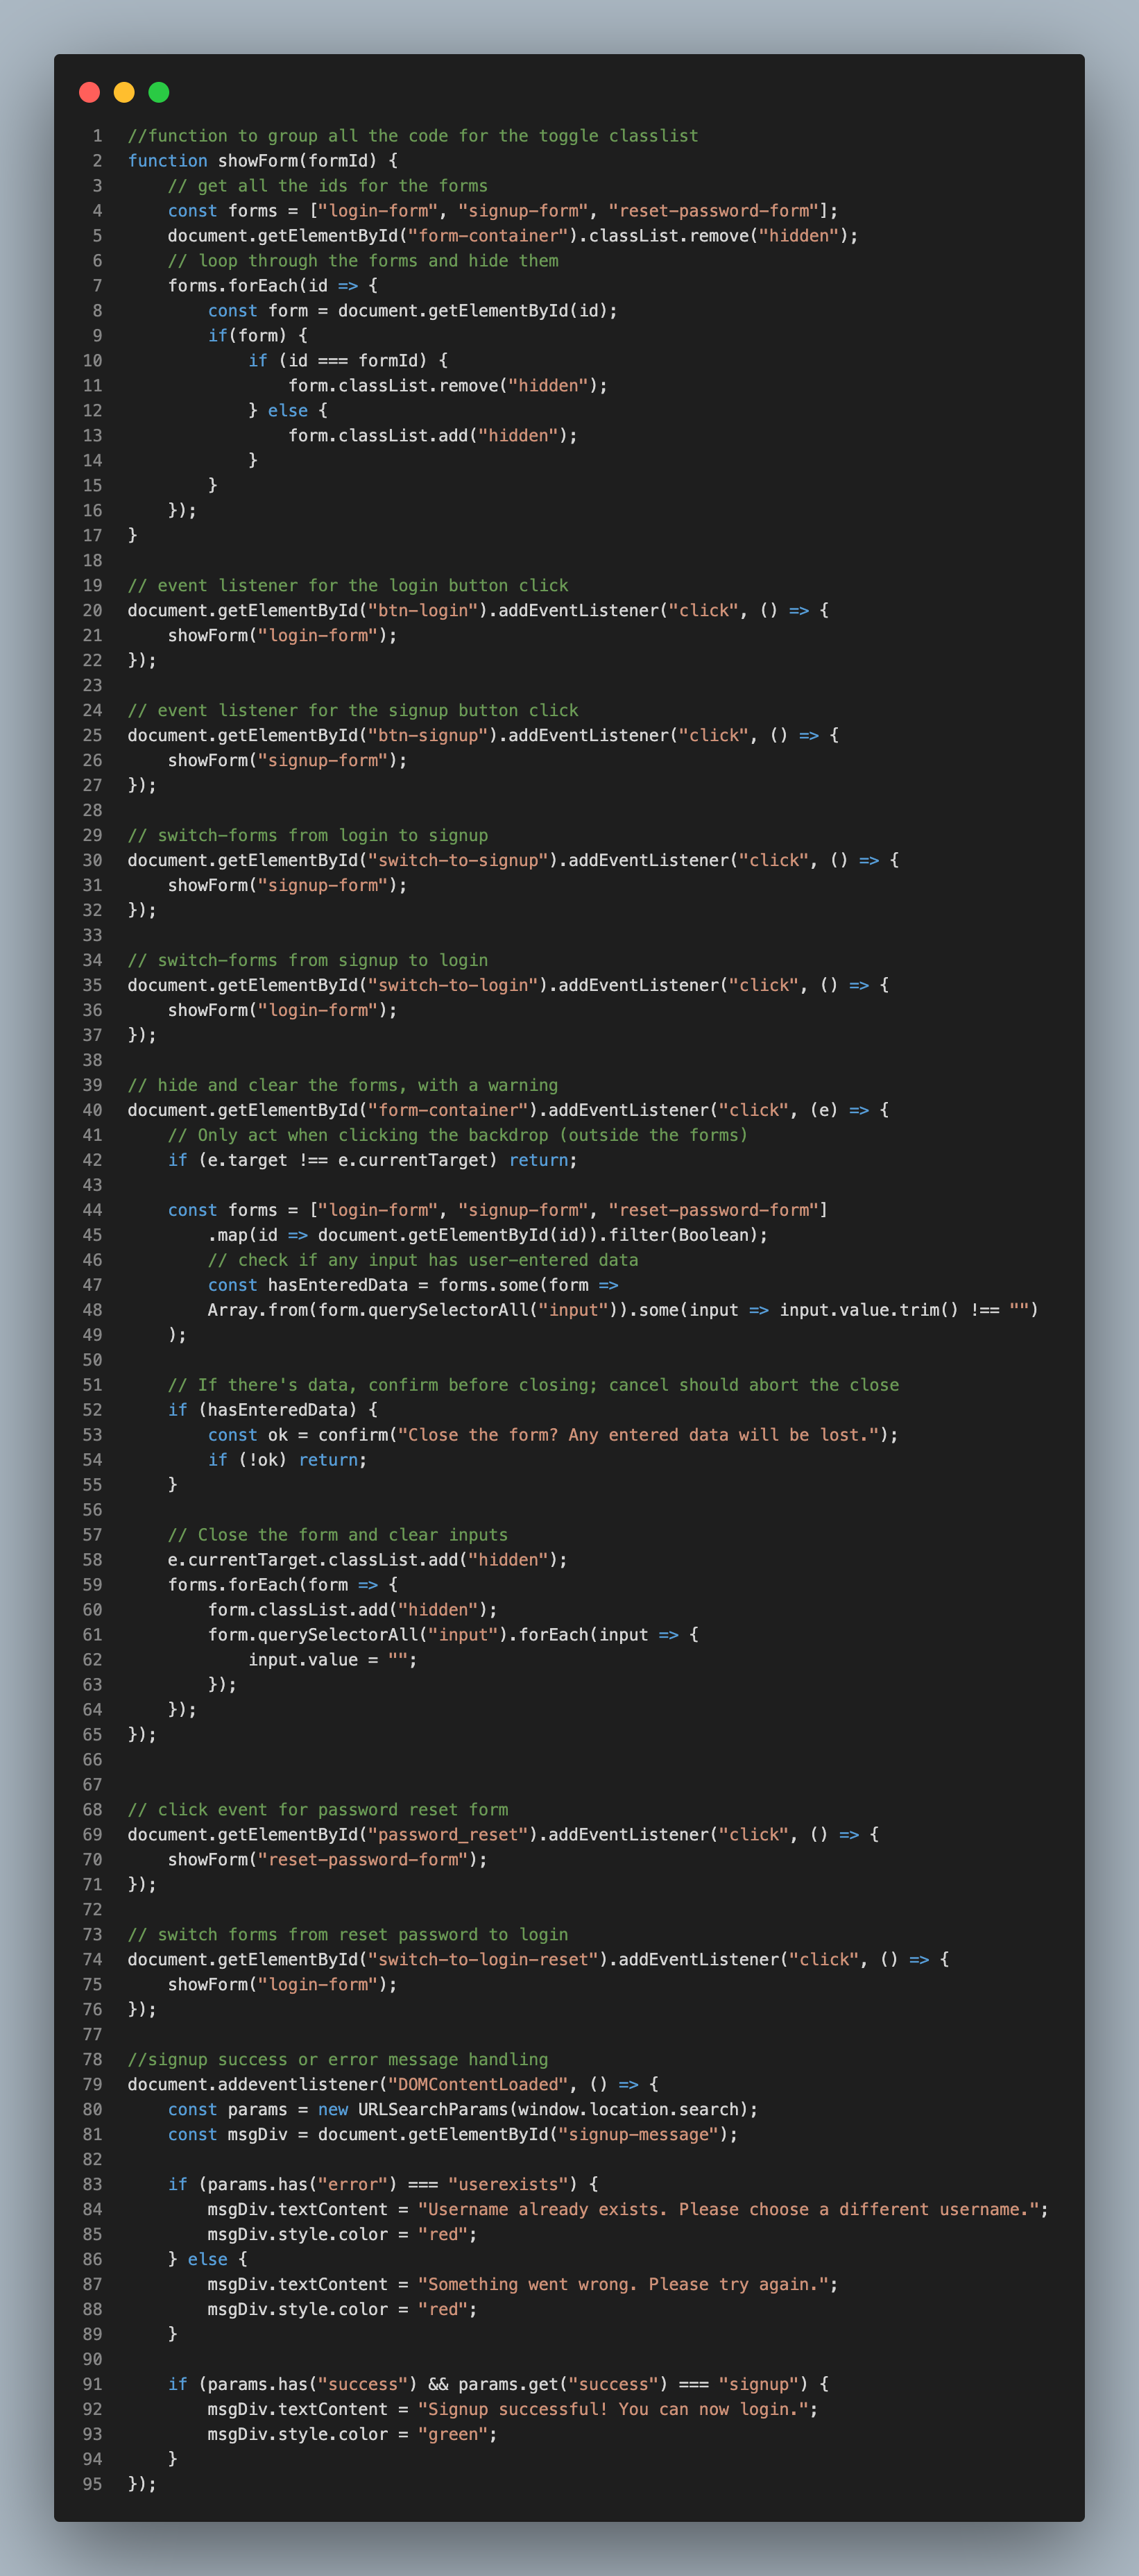 1 //function to group all the code for the toggle classlist
2 function showForm(formId) {
3     // get all the ids for the forms
4     const forms = ["login-form", "signup-form", "reset-password-form"];
5     document.getElementById("form-container").classList.remove("hidden");
6     // loop through the forms and hide them
7     forms.forEach(id => {
8         const form = document.getElementById(id);
9         if(form) {
10             if (id === formId) {
11                 form.classList.remove("hidden");
12             } else {
13                 form.classList.add("hidden");
14             }
15         }
16     });
17 }
18
19 // event listener for the login button click
20 document.getElementById("btn-login").addEventListener("click", () => {
21     showForm("login-form");
22 });
23
24 // event listener for the signup button click
25 document.getElementById("btn-signup").addEventListener("click", () => {
26     showForm("signup-form");
27 });
28
29 // switch-forms from login to signup
30 document.getElementById("switch-to-signup").addEventListener("click", () => {
31     showForm("signup-form");
32 });
33
34 // switch-forms from signup to login
35 document.getElementById("switch-to-login").addEventListener("click", () => {
36     showForm("login-form");
37 });
38
39 // hide and clear the forms, with a warning
40 document.getElementById("form-container").addEventListener("click", (e) => {
41     // Only act when clicking the backdrop (outside the forms)
42     if (e.target !== e.currentTarget) return;
43
44     const forms = ["login-form", "signup-form", "reset-password-form"]
45         .map(id => document.getElementById(id)).filter(Boolean);
46         // check if any input has user-entered data
47         const hasEnteredData = forms.some(form =>
48         Array.from(form.querySelectorAll("input")).some(input => input.value.trim() !== "")
49     );
50
51     // If there's data, confirm before closing; cancel should abort the close
52     if (hasEnteredData) {
53         const ok = confirm("Close the form? Any entered data will be lost.");
54         if (!ok) return;
55     }
56
57     // Close the form and clear inputs
58     e.currentTarget.classList.add("hidden");
59     forms.forEach(form => {
60         form.classList.add("hidden");
61         form.querySelectorAll("input").forEach(input => {
62             input.value = "";
63         });
64     });
65 });
66
67
68 // click event for password reset form
69 document.getElementById("password_reset").addEventListener("click", () => {
70     showForm("reset-password-form");
71 });
72
73 // switch forms from reset password to login
74 document.getElementById("switch-to-login-reset").addEventListener("click", () => {
75     showForm("login-form");
76 });
77
78 //signup success or error message handling
79 document.addeventlistener("DOMContentLoaded", () => {
80     const params = new URLSearchParams(window.location.search);
81     const msgDiv = document.getElementById("signup-message");
82
83     if (params.has("error") === "userexists") {
84         msgDiv.textContent = "Username already exists. Please choose a different username.";
85         msgDiv.style.color = "red";
86     } else {
87         msgDiv.textContent = "Something went wrong. Please try again.";
88         msgDiv.style.color = "red";
89     }
90
91     if (params.has("success") && params.get("success") === "signup") {
92         msgDiv.textContent = "Signup successful! You can now login.";
93         msgDiv.style.color = "green";
94     }
95 });